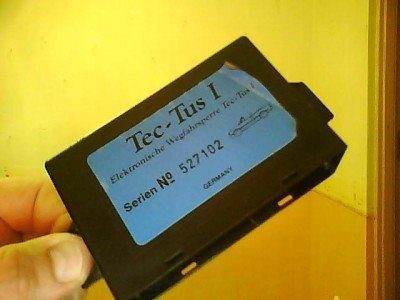 Tec-Tus I
Elektronische Wegfahrsperre Tec-Tus I
Serien No 527102
GERMANY